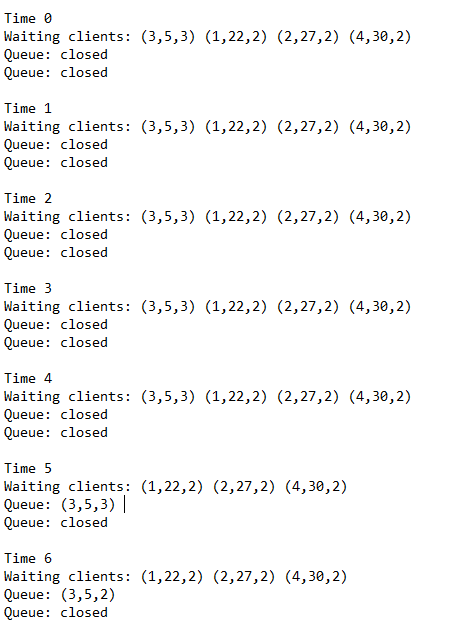 Time 0
Waiting clients: (3,5,3) (1,22,2) (2,27,2) (4,30,2)
Queue: closed
Queue: closed
Time 1
Waiting clients: (3,5,3) (1,22,2) (2,27,2) (4,30,2)
Queue: closed
Queue: closed
Time 2
Waiting clients: (3,5,3) (1,22,2) (2,27,2) (4,30,2)
Queue: closed
Queue: closed
Time 3
Waiting clients: (3,5,3) (1,22,2) (2,27,2) (4,30,2)
Queue: closed
Queue: closed
Time 4
Waiting clients: (3,5,3) (1,22,2) (2,27,2) (4,30,2)
Queue: closed
Queue: closed
Time 5
Waiting clients: (1,22,2) (2,27,2) (4,30,2)
Queue: (3,5,3)
Queue: closed
Time 6
Waiting clients: (1,22,2) (2,27,2) (4,30,2)
Queue: (3,5,2)
Queue: closed